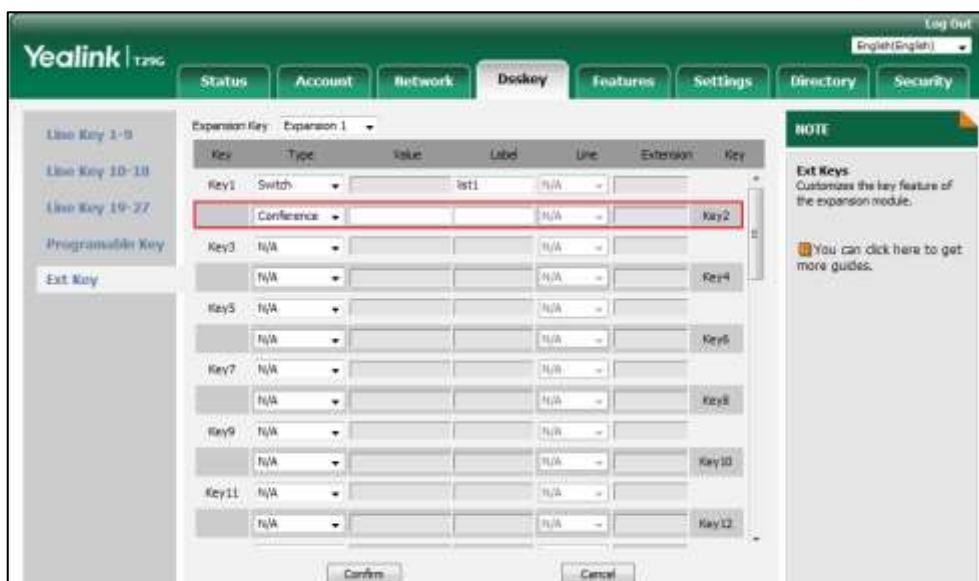 Log Out
English(English)
Yealink T29G
Status Account Network Dsskey Features Settings Directory Security
Line Key 1-9
Line Key 10-18
Line Key 19-27
Programable Key
Ext Key
Expansion Key Expansion 1
Key Type Value Label Line Extension Key
Key1 Switch list1 N/A
Conference N/A Key2
Key3 N/A N/A
N/A N/A Key4
Key5 N/A N/A
N/A N/A Key6
Key7 N/A N/A
N/A N/A Key8
Key9 N/A N/A
N/A N/A Key10
Key11 N/A N/A
N/A N/A Key12
Confirm Cancel
NOTE
Ext Keys
Customizes the key feature of
the expansion module.
You can click here to get
more guides.